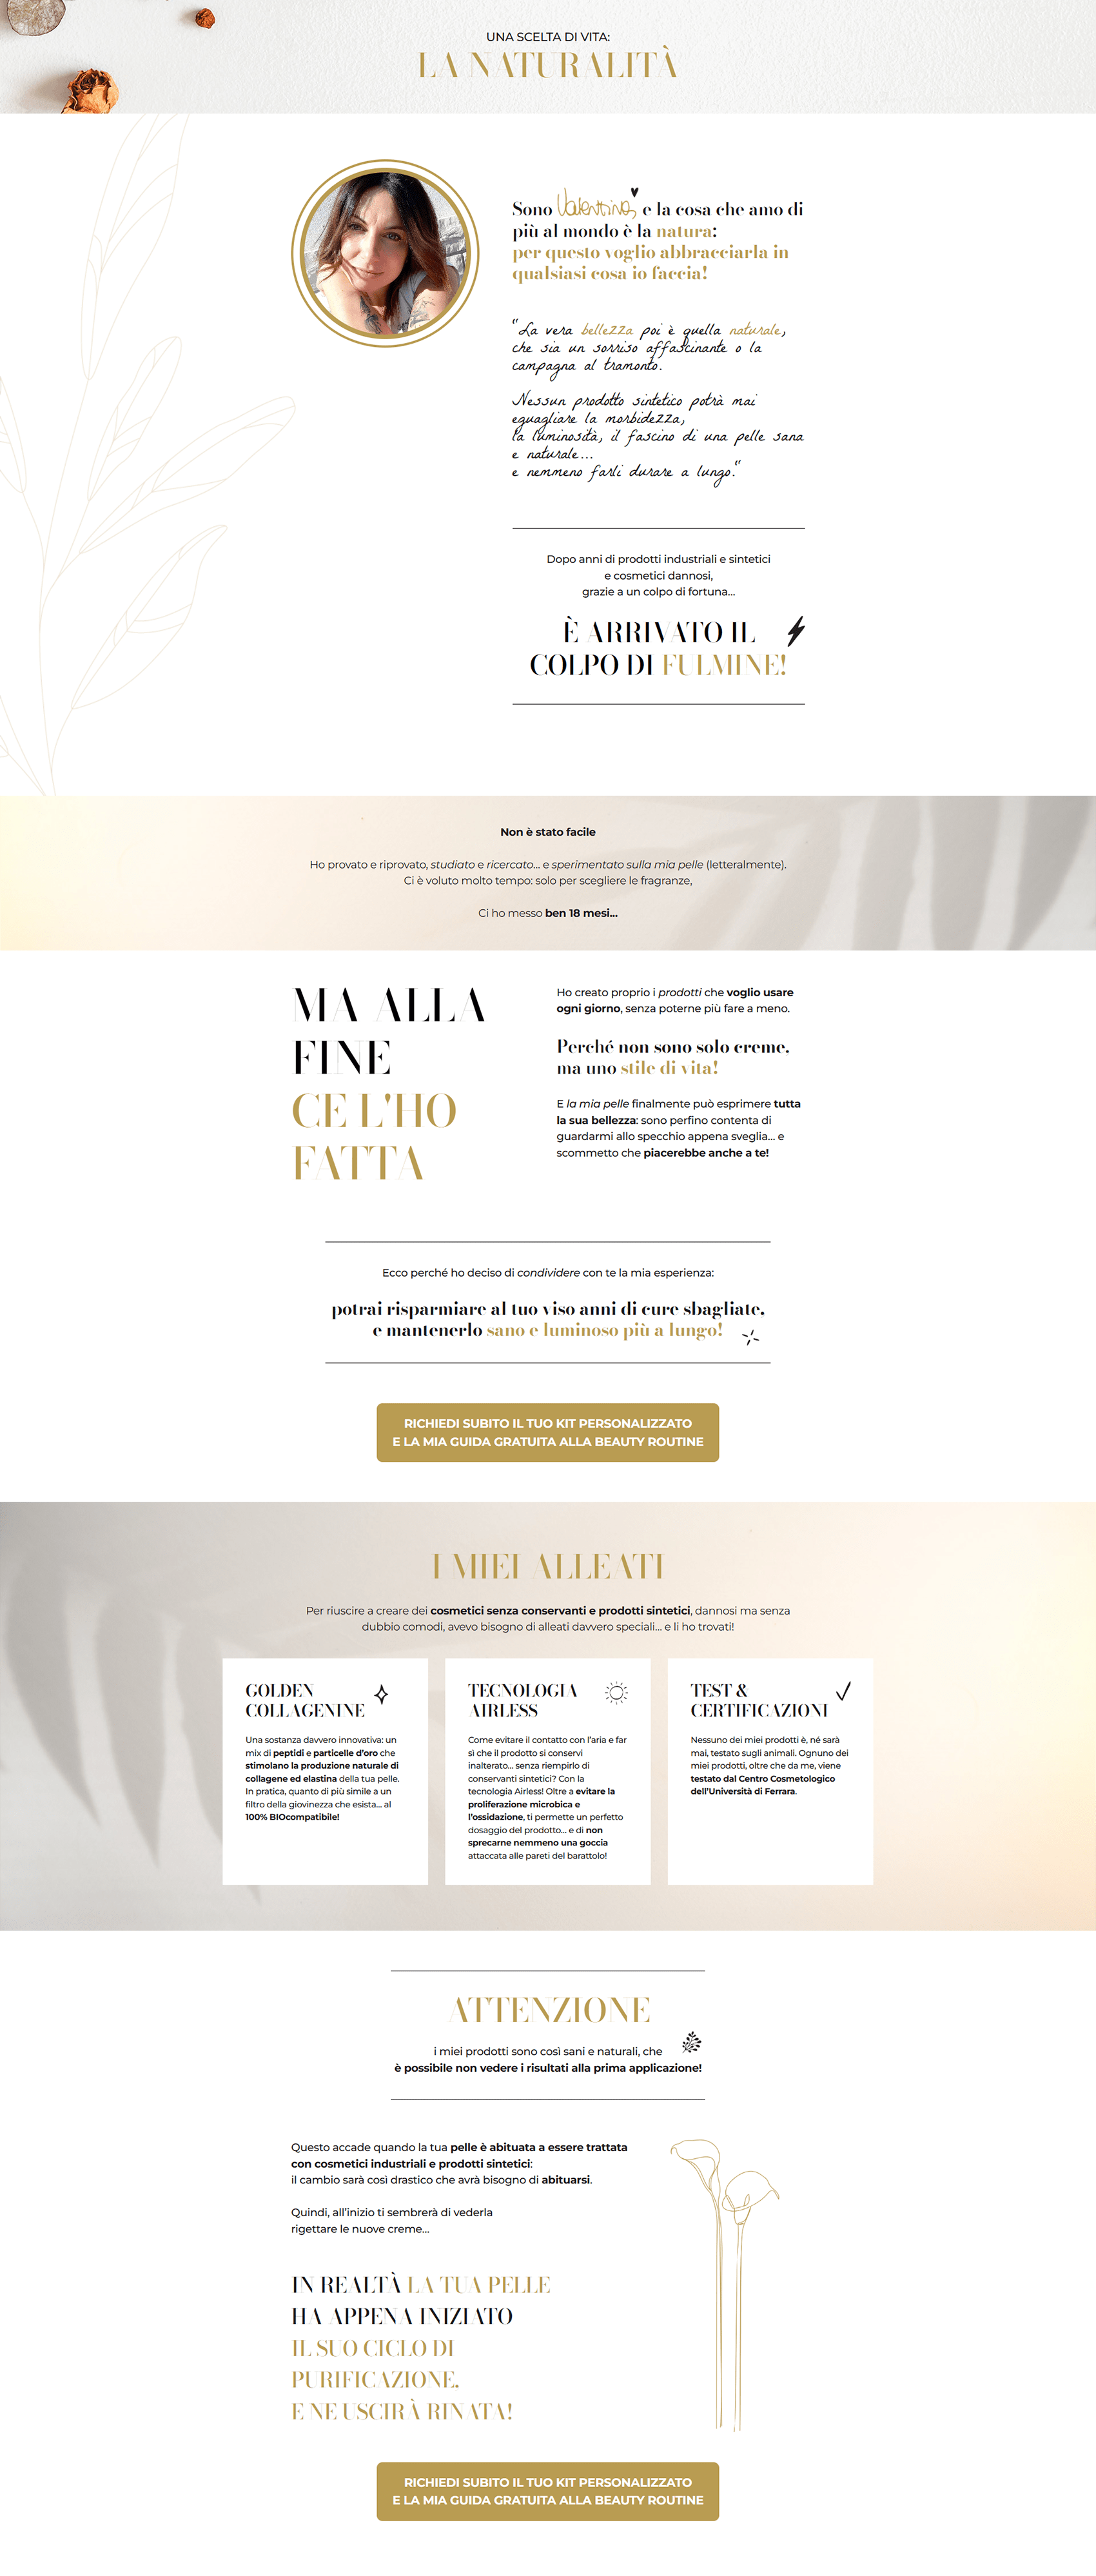 UNA SCELTA DI VITA:
LA NATURALITÀ
Sono Valentina e la cosa che amo di
più al mondo è la natura:
per questo voglio abbracciarla in
qualsiasi cosa io faccia!
"La vera bellezza poi è quella naturale,
che sia un sorriso affascinante o la
campagna al tramonto.
Nessun prodotto sintetico potrà mai
eguagliare la morbidezza,
la luminosità, il fascino di una pelle sana
e naturale...
e nemmeno farli durare a lungo."
Dopo anni di prodotti industriali e sintetici
e cosmetici dannosi,
grazie a un colpo di fortuna...
È ARRIVATO IL
COLPO DI FULMINE!
Non è stato facile
Ho provato e riprovato, studiato e ricercato... e sperimentato sulla mia pelle (letteralmente).
Ci è voluto molto tempo: solo per scegliere le fragranze,
Ci ho messo ben 18 mesi...
MA ALLA
FINE
CE L'HO
FATTA
Ho creato proprio i prodotti che voglio usare
ogni giorno, senza poterne più fare a meno.
Perché non sono solo creme,
ma uno stile di vita!
E la mia pelle finalmente può esprimere tutta
la sua bellezza: sono perfino contenta di
guardarmi allo specchio appena sveglia... e
scommetto che piacerebbe anche a te!
Ecco perché ho deciso di condividere con te la mia esperienza:
potrai risparmiare al tuo viso anni di cure sbagliate,
e mantenerlo sano e luminoso più a lungo!
RICHIEDI SUBITO IL TUO KIT PERSONALIZZATO
E LA MIA GUIDA GRATUITA ALLA BEAUTY ROUTINE
I MIEI ALLEATI
Per riuscire a creare dei cosmetici senza conservanti e prodotti sintetici, dannosi ma senza
dubbio comodi, avevo bisogno di alleati davvero speciali... e li ho trovati!
GOLDEN
COLLAGENINE
Una sostanza davvero innovativa: un
mix di peptidi e particelle d'oro che
stimolano la produzione naturale di
collagene ed elastina della tua pelle.
In pratica, quanto di più simile a un
filtro della giovinezza che esista... al
100% BIOcompatibile!
TECNOLOGIA
AIRLESS
Come evitare il contatto con l'aria e far
sì che il prodotto si conservi
inalterato... senza riempirlo di
conservanti sintetici? Con la
tecnologia Airless! Oltre a evitare la
proliferazione microbica e
l'ossidazione, ti permette un perfetto
dosaggio del prodotto... e di non
sprecarne nemmeno una goccia
attaccata alle pareti del barattolo!
TEST &
CERTIFICAZIONI
Nessuno dei miei prodotti è, né sarà
mai, testato sugli animali. Ognuno dei
miei prodotti, oltre che da me, viene
testato dal Centro Cosmetologico
dell'Università di Ferrara.
ATTENZIONE
i miei prodotti sono così sani e naturali, che
è possibile non vedere i risultati alla prima applicazione!
Questo accade quando la tua pelle è abituata a essere trattata
con cosmetici industriali e prodotti sintetici:
il cambio sarà così drastico che avrà bisogno di abituarsi.
Quindi, all'inizio ti sembrerà di vederla
rigettare le nuove creme...
IN REALTÀ LA TUA PELLE
HA APPENA INIZIATO
IL SUO CICLO DI
PURIFICAZIONE.
E NE USCIRÀ RINATA!
RICHIEDI SUBITO IL TUO KIT PERSONALIZZATO
E LA MIA GUIDA GRATUITA ALLA BEAUTY ROUTINE